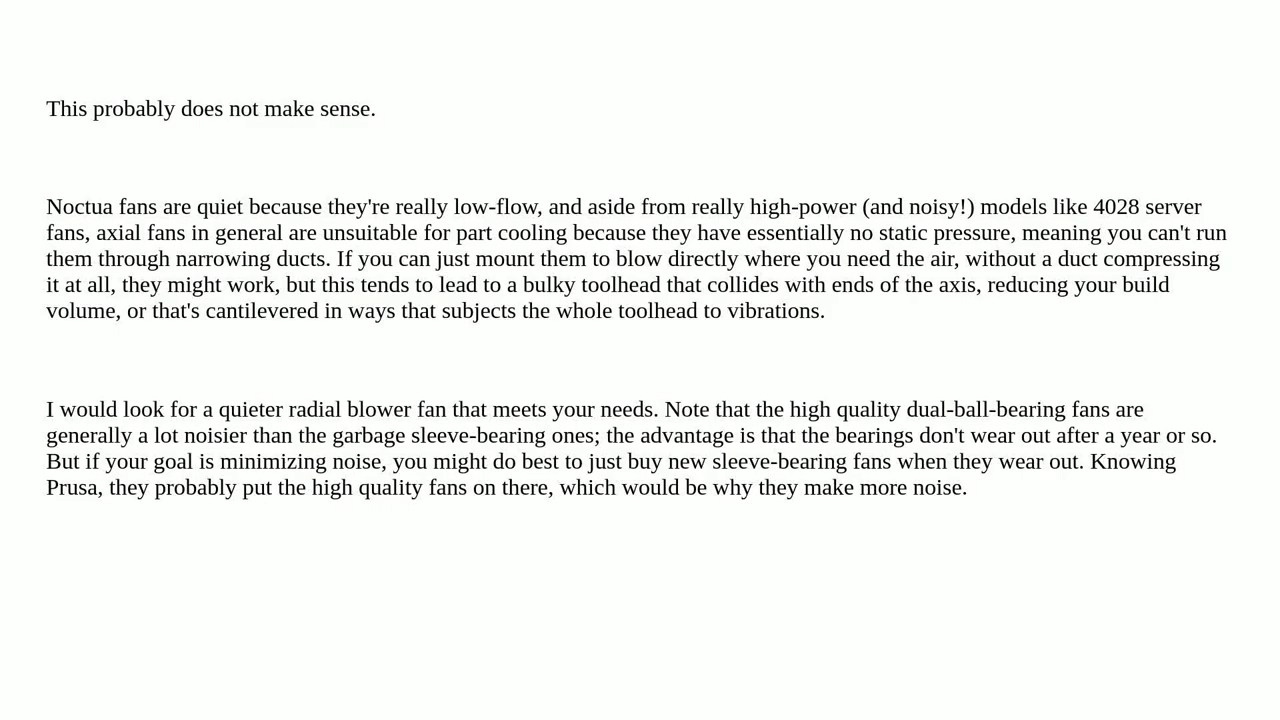 This probably does not make sense.
Noctua fans are quiet because they're really low-flow, and aside from really high-power (and noisy!) models like 4028 server
fans, axial fans in general are unsuitable for part cooling because they have essentially no static pressure, meaning you can't run
them through narrowing ducts. If you can just mount them to blow directly where you need the air, without a duct compressing
it at all, they might work, but this tends to lead to a bulky toolhead that collides with ends of the axis, reducing your build
volume, or that's cantilevered in ways that subjects the whole toolhead to vibrations.
I would look for a quieter radial blower fan that meets your needs. Note that the high quality dual-ball-bearing fans are
generally a lot noisier than the garbage sleeve-bearing ones; the advantage is that the bearings don't wear out after a year or so.
But if your goal is minimizing noise, you might do best to just buy new sleeve-bearing fans when they wear out. Knowing
Prusa, they probably put the high quality fans on there, which would be why they make more noise.